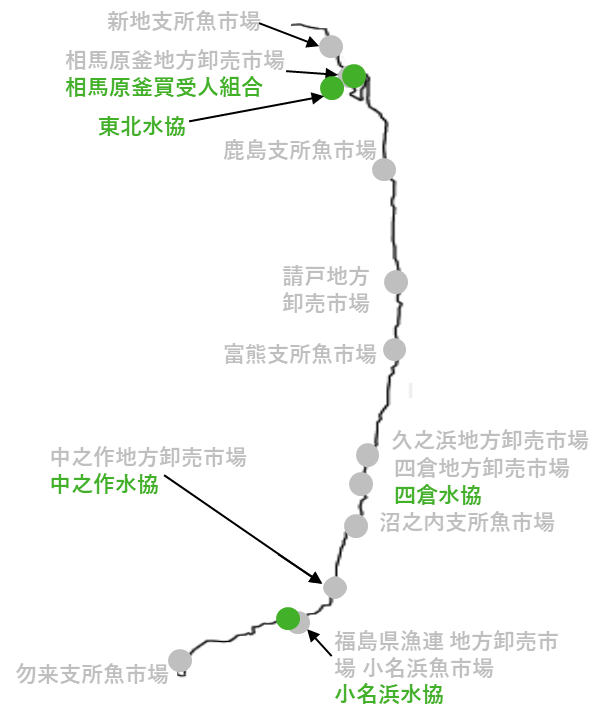 新地支所魚市場
相馬原釜地方卸売市場
相馬原釜買受人組合
東北水協
鹿島支所魚市場
請戸地方
卸売市場
富熊支所魚市場
久之浜地方卸売市場
四倉地方卸売市場
四倉水協
沼之内支所魚市場
中之作地方卸売市場
中之作水協
福島県漁連 地方卸売市
場 小名浜魚市場
小名浜水協
勿来支所魚市場